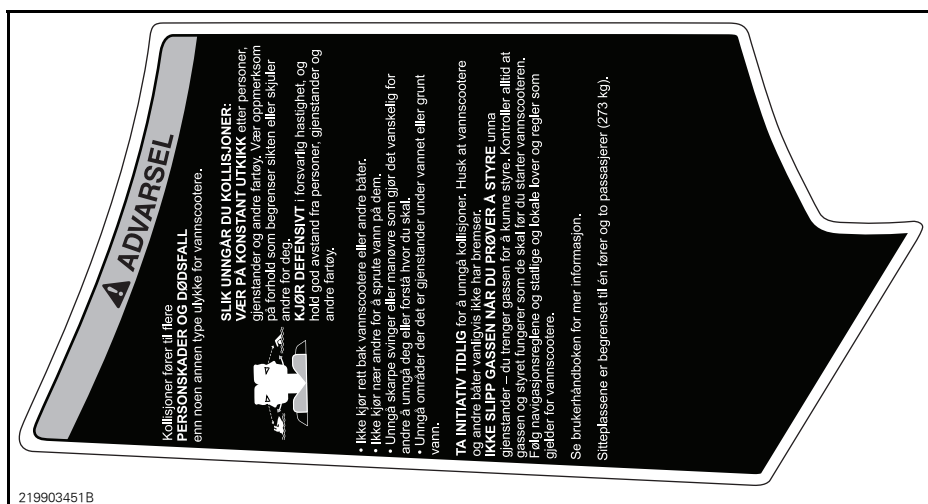 ADVARSEL
Kollisjoner fører til flere
PERSONSKADER OG DØDSFALL
enn noen annen type ulykke for vannscootere.
SLIK UNNGÅR DU KOLLISJONER:
VÆR PÅ KONSTANT UTKIKK etter personer,
gjenstander og andre fartøy. Vær oppmerksom
på forhold som begrenser sikten eller skjuler
andre for deg.
KJØR DEFENSIVT i forsvarlig hastighet, og
hold god avstand fra personer, gjenstander og
andre fartøy.
• Ikke kjør rett bak vannscootere eller andre båter.
• Ikke kjør nær andre for å sprute vann på dem.
• Unngå skarpe svinger eller manøvre som gjør det vanskelig for
andre å unngå deg eller forstå hvor du skal.
• Unngå områder der det er gjenstander under vannet eller grunt
vann.
TA INITIATIV TIDLIG for å unngå kollisjoner. Husk at vannscootere
og andre båter vanligvis ikke har bremser.
IKKE SLIPP GASSEN NÅR DU PRØVER Å STYRE unna
gjenstander – du trenger gassen for å kunne styre. Kontroller alltid at
gassen og styret fungerer som de skal før du starter vannscooteren.
Følg navigasjonsreglene og statlige og lokale lover og regler som
gjelder for vannscootere.
Se brukerhåndboken for mer informasjon.
Sitteplassene er begrenset til én fører og to passasjerer (273 kg).
219903451B